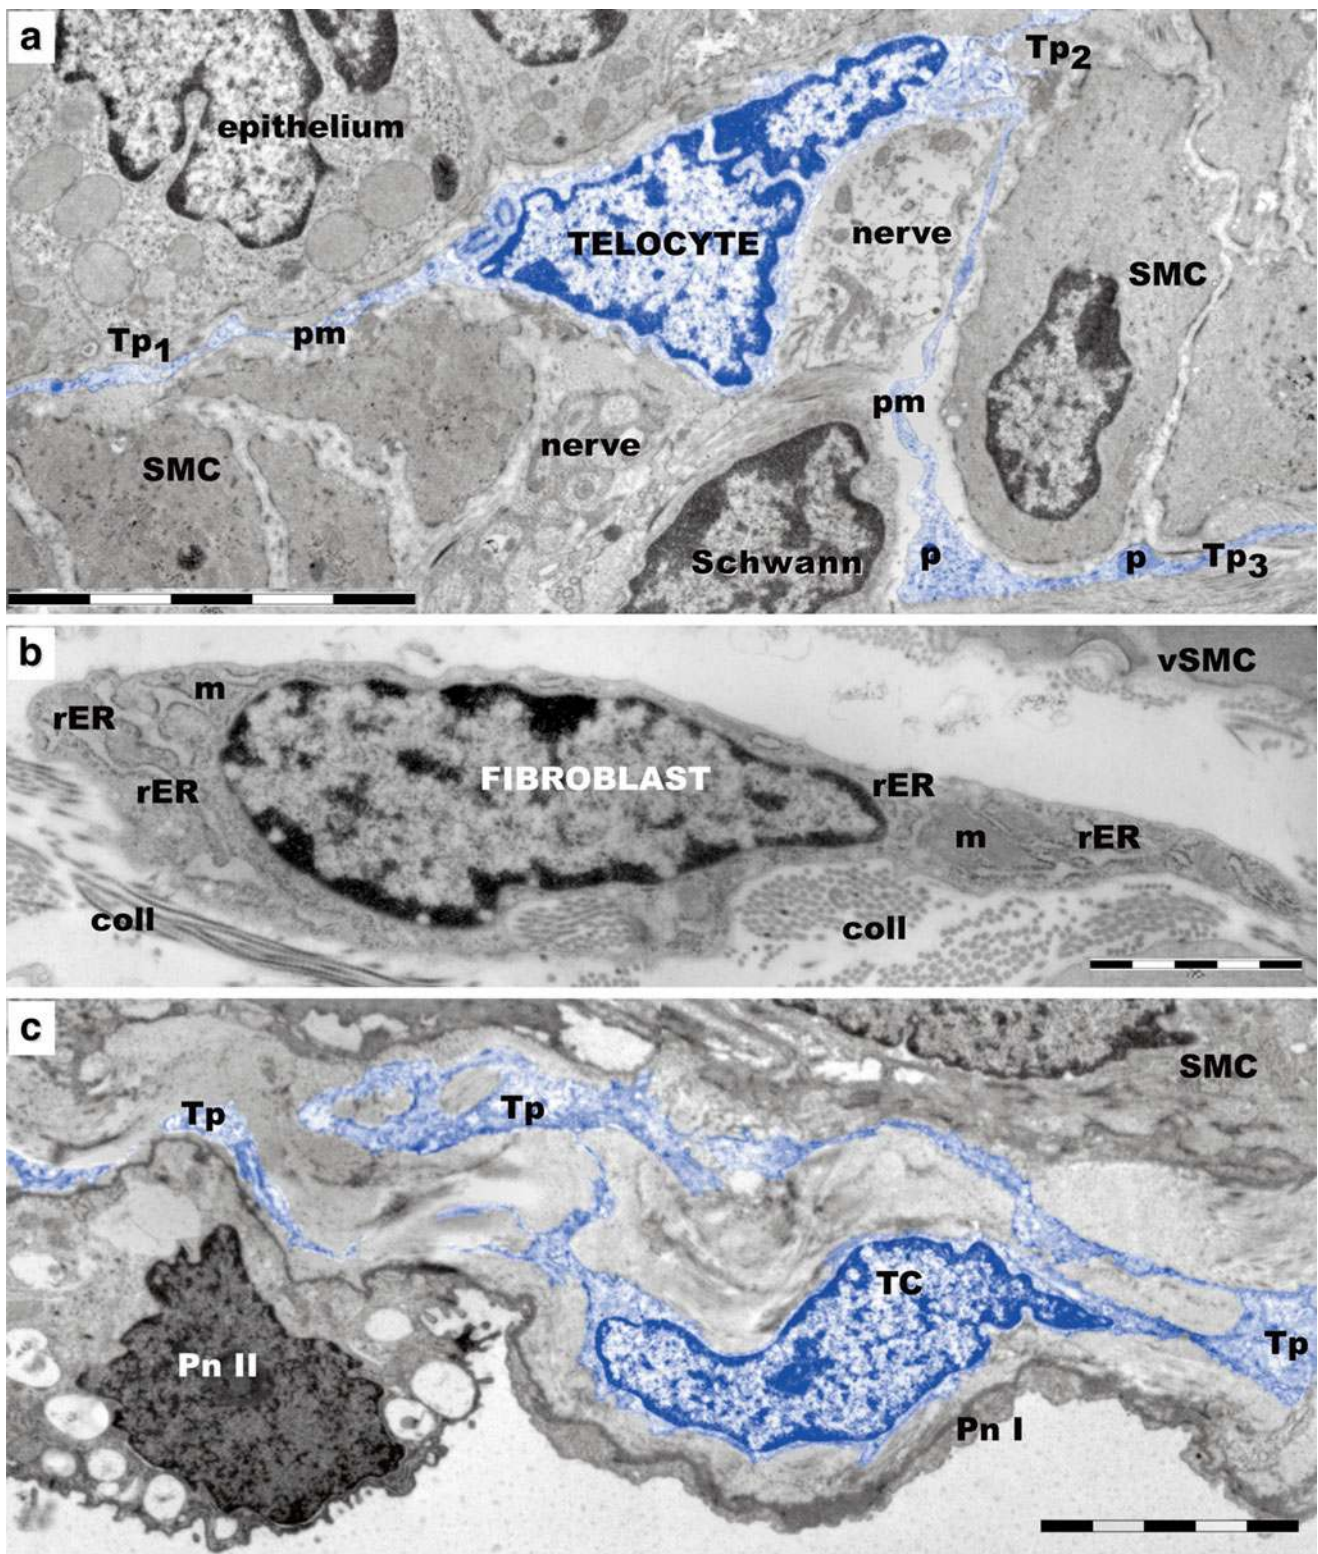 a
Tp2
epithelium
TELOCYTE
nerve
SMC
Tp1
pm
pm
nerve
SMC
Schwann
p
p
Tp3
b
vSMC
m
rER
FIBROBLAST
rER
rER
m
rER
coll
coll
c
SMC
Tp
Tp
TC
Tp
Pn II
Pn I